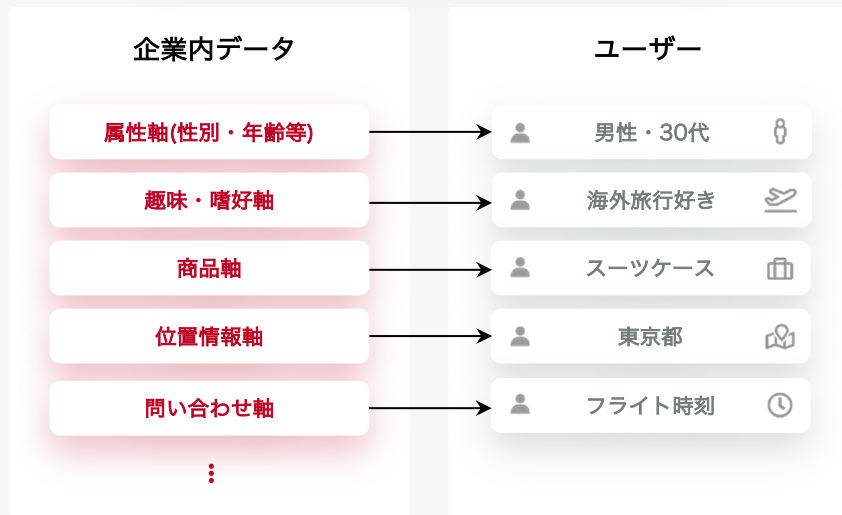 企業内データ
ユーザー
属性軸(性別・年齢等)
男性・30代
趣味・嗜好軸
海外旅行好き
商品軸
スーツケース
位置情報軸
東京都
問い合わせ軸
フライト時刻